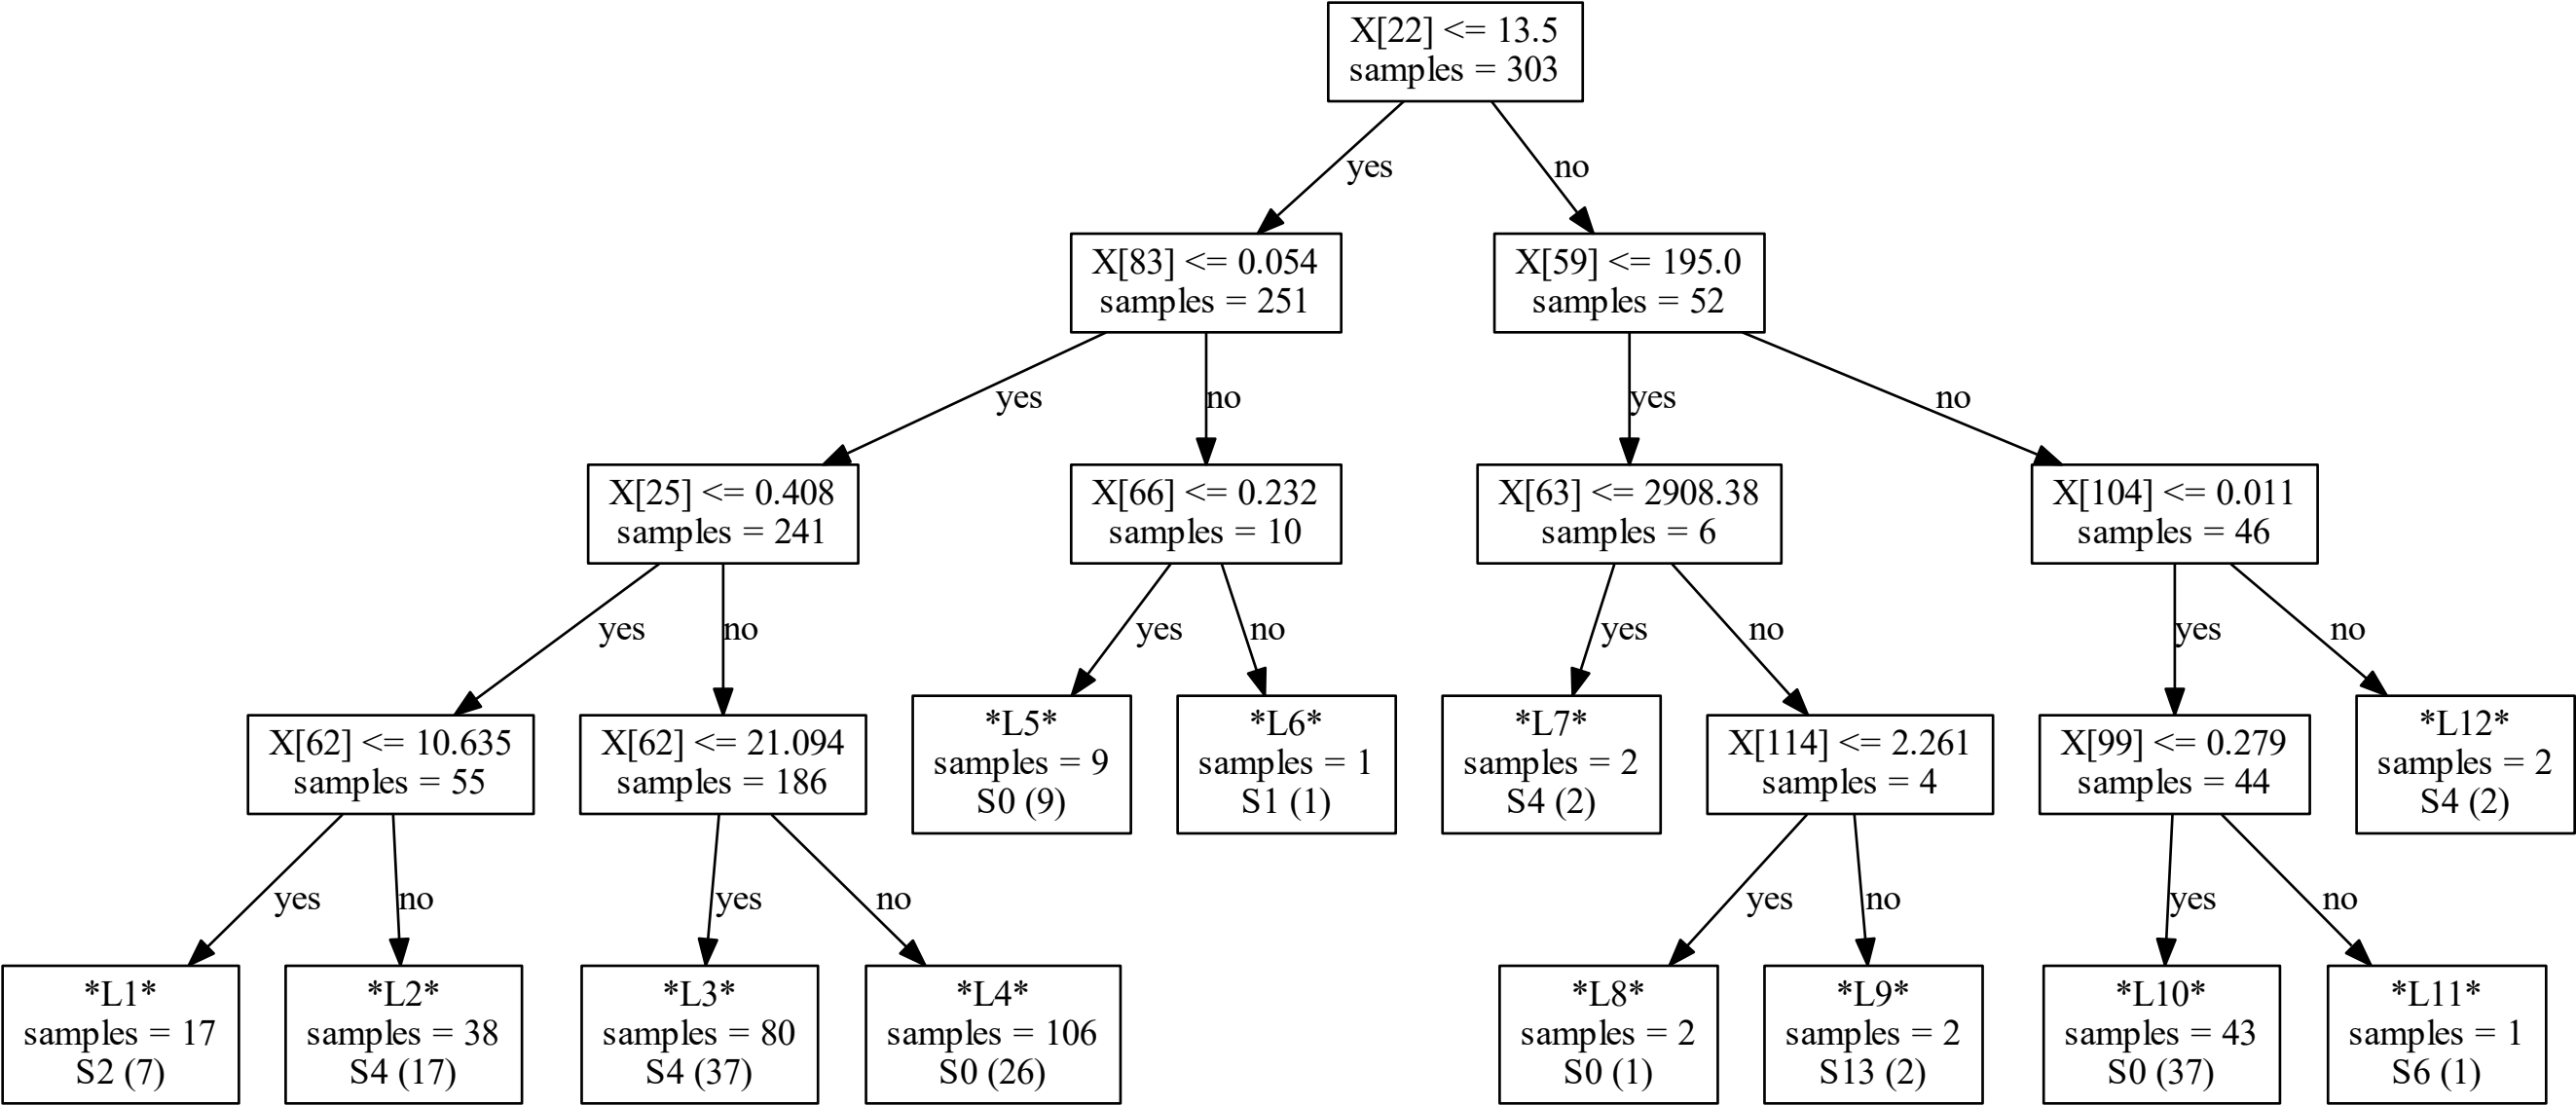 X[22] <= 13.5
samples = 303
yes
no
X[83] <= 0.054
samples = 251
X[59] <= 195.0
samples = 52
yes
no
yes
no
X[25] <= 0.408
samples = 241
X[66] <= 0.232
samples = 10
X[63] <= 2908.38
samples = 6
X[104] <= 0.011
samples = 46
yes
no
yes
no
yes
no
yes
no
X[62] <= 10.635
samples = 55
X[62] <= 21.094
samples = 186
*L5*
samples = 9
S0 (9)
*L6*
samples = 1
S1 (1)
*L7*
samples = 2
S4 (2)
X[114] <= 2.261
samples = 4
X[99] <= 0.279
samples = 44
*L12*
samples = 2
S4 (2)
yes
no
yes
no
yes
no
yes
no
*L1*
samples = 17
S2 (7)
*L2*
samples = 38
S4 (17)
*L3*
samples = 80
S4 (37)
*L4*
samples = 106
S0 (26)
*L8*
samples = 2
S0 (1)
*L9*
samples = 2
S13 (2)
*L10*
samples = 43
S0 (37)
*L11*
samples = 1
S6 (1)